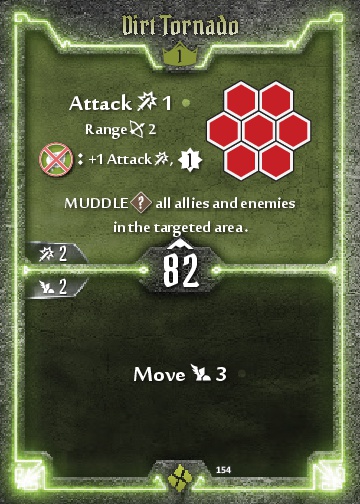 Dirt Tornado
1
Attack 1
Range 2
: +1 Attack, 1
MUDDLE ? all allies and enemies
in the targeted area.
2
82
2
Move 3
154